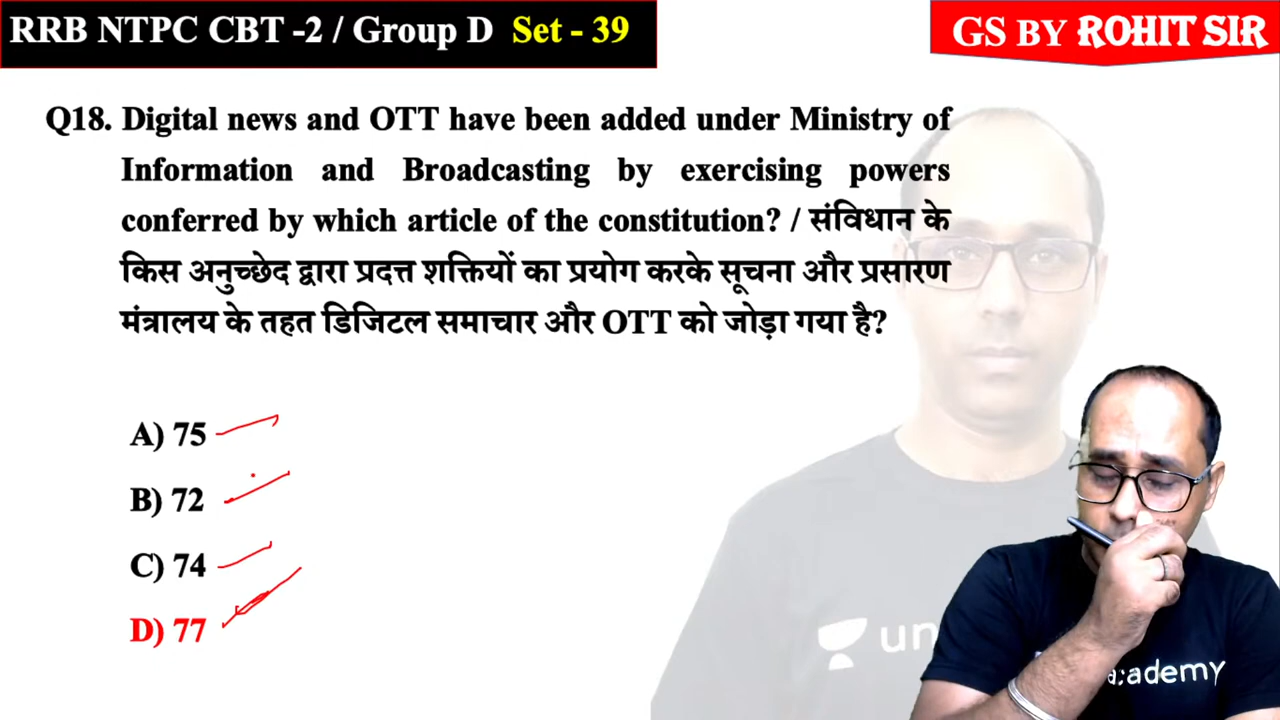 RRB NTPC CBT -2 / Group D Set - 39
GS BY ROHIT SIR
Q18. Digital news and OTT have been added under Ministry of
Information and Broadcasting by exercising powers
conferred by which article of the constitution? / संविधान के
किस अनुच्छेद द्वारा प्रदत्त शक्तियों का प्रयोग करके सूचना और प्रसारण
मंत्रालय के तहत डिजिटल समाचार और OTT को जोड़ा गया है?
A) 75
B) 72
C) 74
D) 77
un
academy